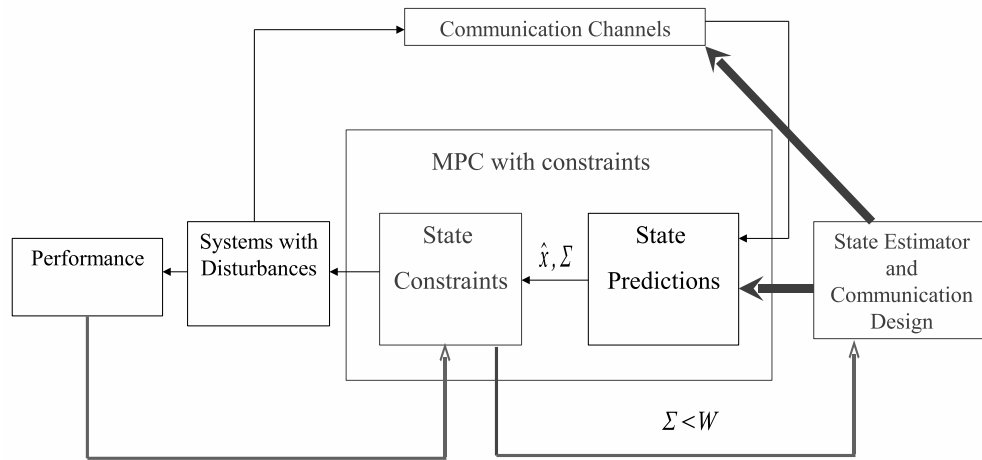 Communication Channels
MPC with constraints
Performance
Systems with
Disturbances
State
Constraints
x̂, Σ
State
Predictions
State Estimator
and
Communication
Design
Σ < W